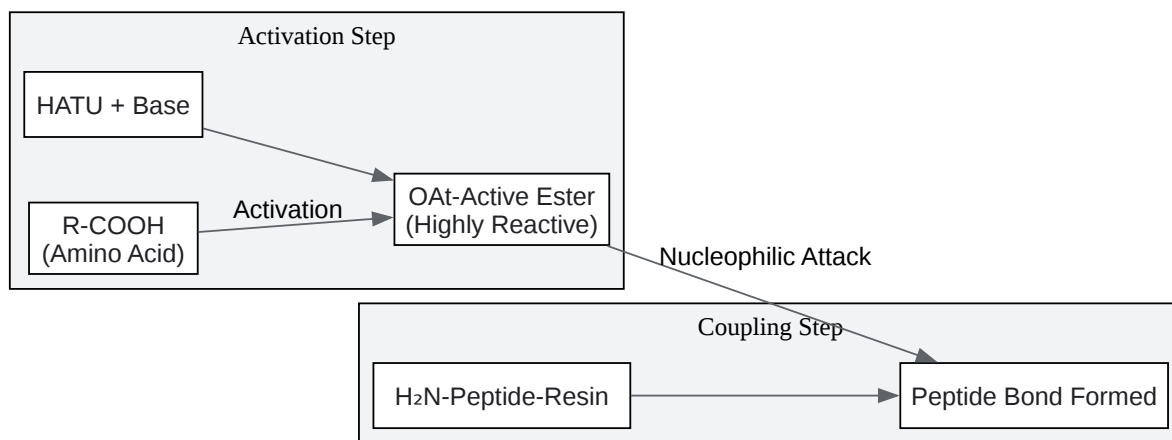 Activation Step
HATU + Base
R-COOH
(Amino Acid)
Activation
OAt-Active Ester
(Highly Reactive)
Nucleophilic Attack
Coupling Step
H₂N-Peptide-Resin
Peptide Bond Formed